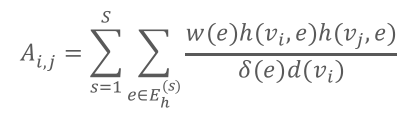 $$A_{i,j} = \sum_{s=1}^{S} \sum_{e \in E_h^{(s)}} \frac{w(e)h(v_i, e)h(v_j, e)}{\delta(e)d(v_i)}$$